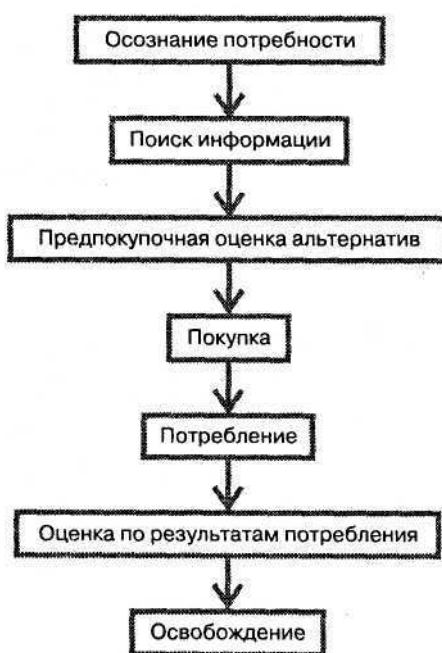 Осознание потребности
Поиск информации
Предпокупочная оценка альтернатив
Покупка
Потребление
Оценка по результатам потребления
Освобождение